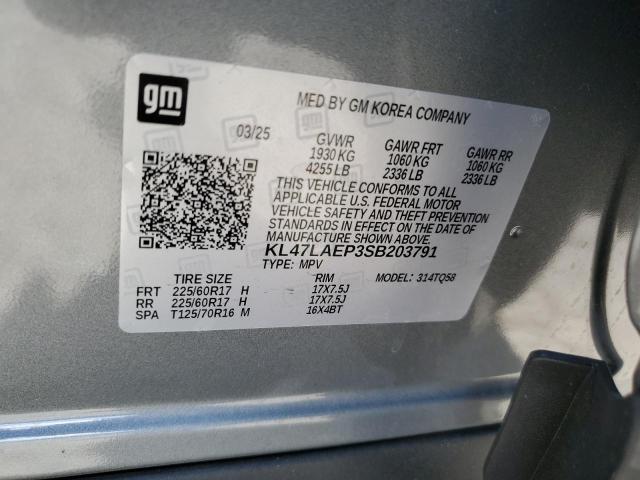 gm
MFD BY GM KOREA COMPANY
03/25
GVWR GAWR FRT GAWR RR
1930 KG 1060 KG 1060 KG
4255 LB 2336 LB 2336 LB
THIS VEHICLE CONFORMS TO ALL
APPLICABLE U.S. FEDERAL MOTOR
VEHICLE SAFETY AND THEFT PREVENTION
STANDARDS IN EFFECT ON THE DATE OF
MANUFACTURE SHOWN ABOVE.
KL47LAEP3SB203791
TYPE: MPV MODEL: 314TQ58
TIRE SIZE RIM
FRT 225/60R17 H 17X7.5J
RR 225/60R17 H 17X7.5J
SPA T125/70R16 M 16X4BT